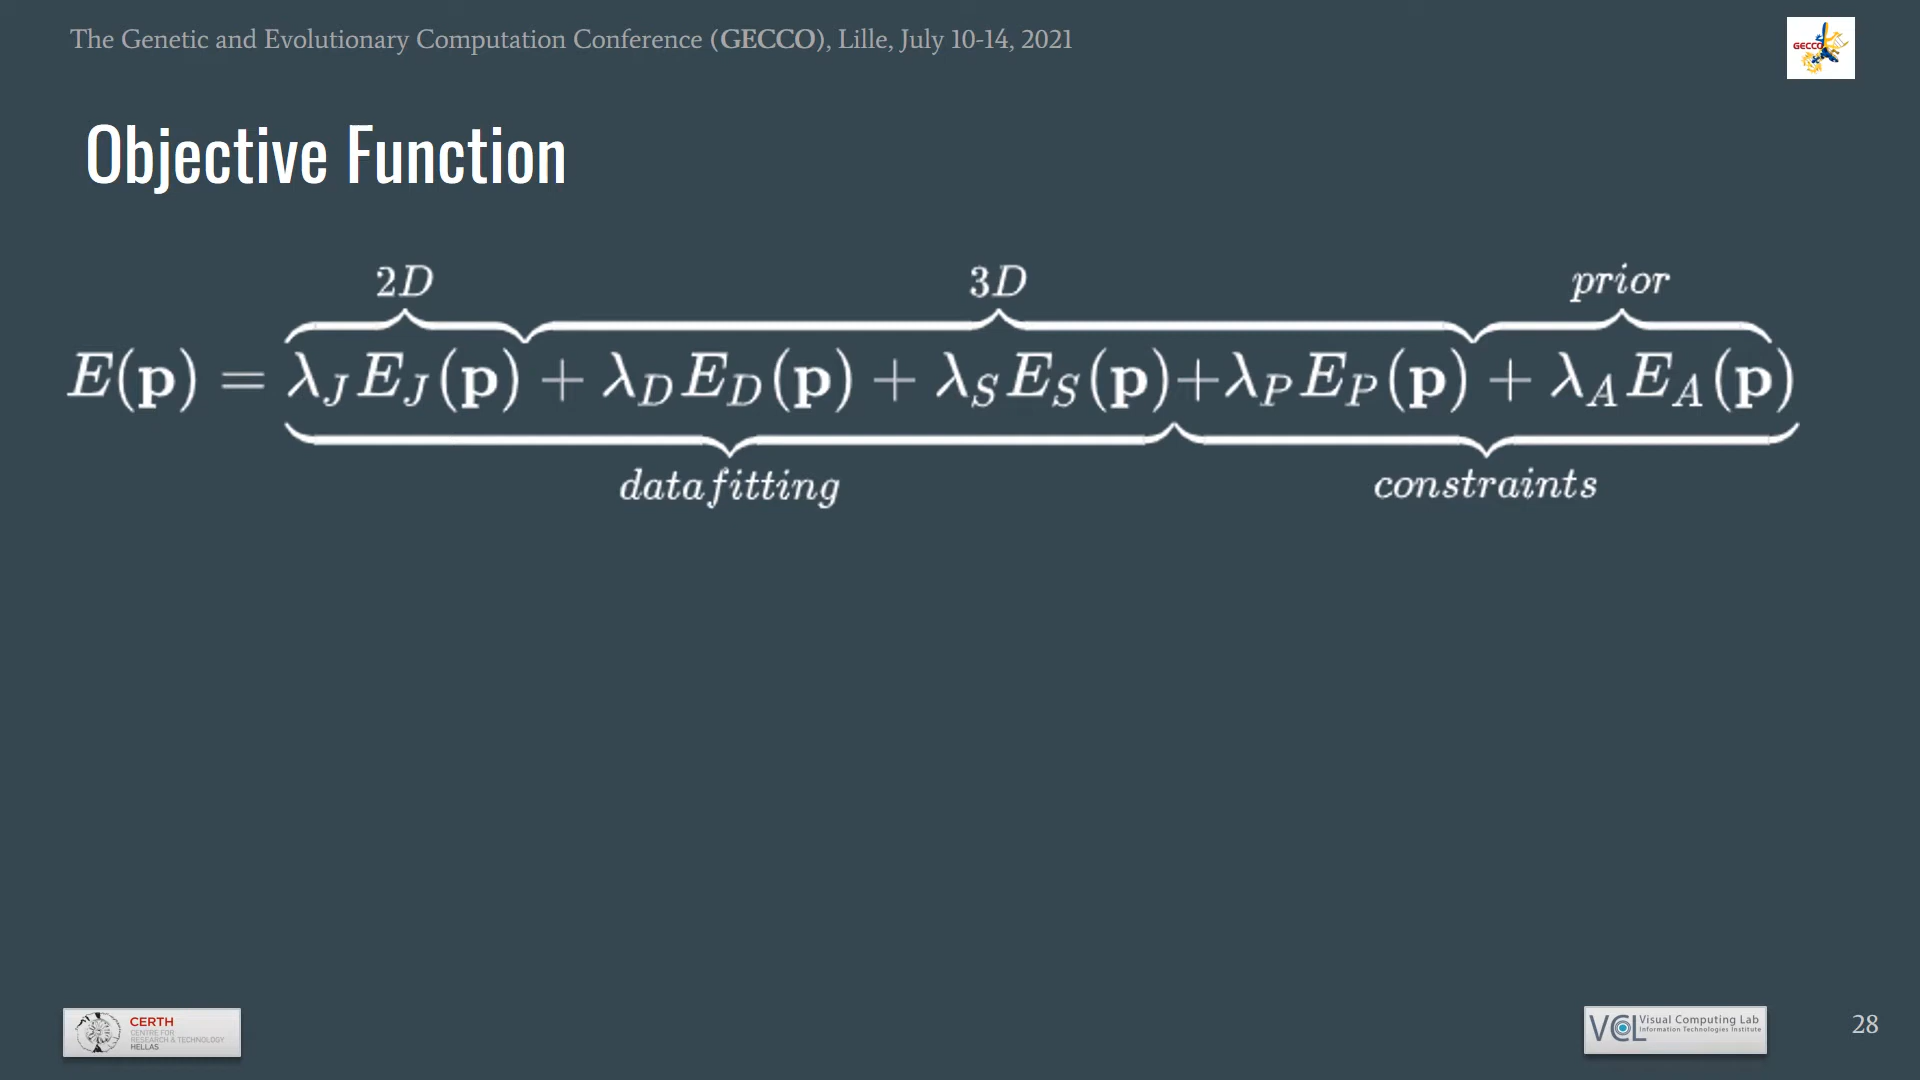 The Genetic and Evolutionary Computation Conference (GECCO), Lille, July 10-14, 2021
GECCO
Objective Function
2D 3D prior
E(p) = λ_J E_J(p) + λ_D E_D(p) + λ_S E_S(p)+λ_P E_P(p) + λ_A E_A(p)
datafitting constraints
CERTH
CENTRE FOR
RESEARCH & TECHNOLOGY
HELLAS
VCL Visual Computing Lab
Information Technologies Institute
28